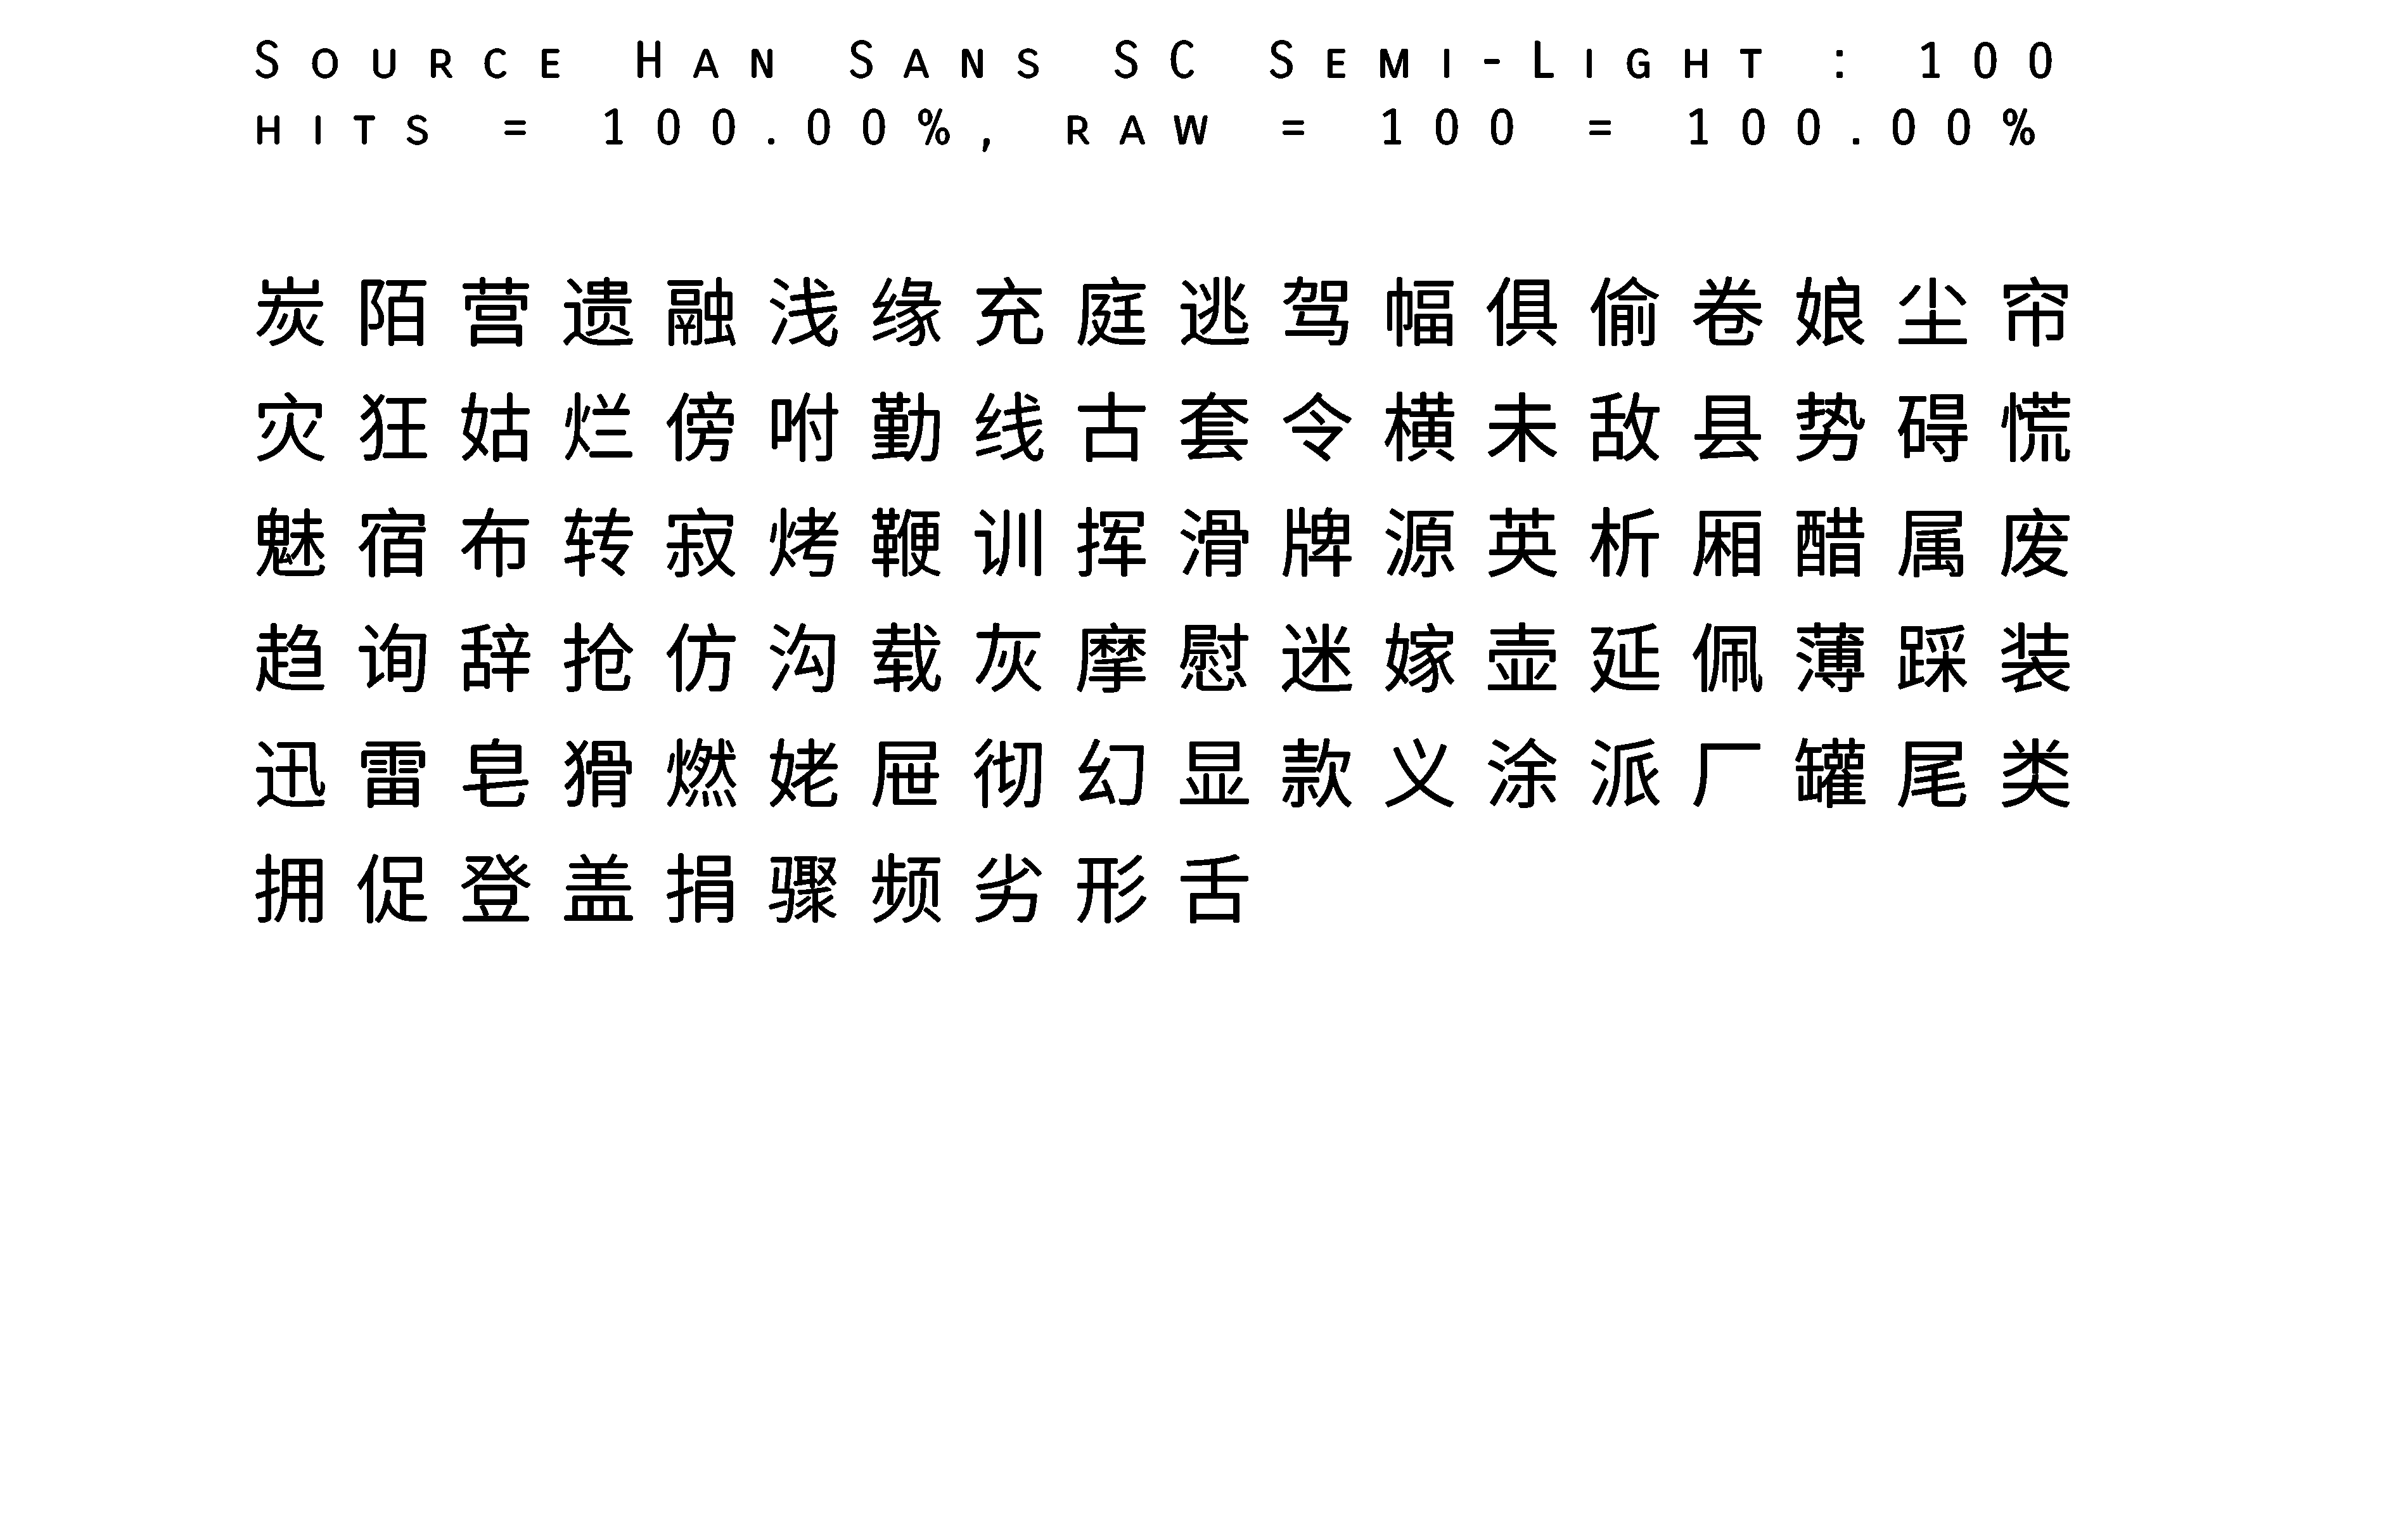 Source Han Sans SC Semi-Light : 100
hits = 100.00%, raw = 100 = 100.00%
炭陌营遗融浅缘充庭逃驾幅俱偷卷娘尘帘
灾狂姑烂傍咐勤线古套令横未敌县势碍慌
魅宿布转寂烤鞭训挥滑牌源英析厢醋属废
趋询辞抢仿沟载灰摩慰迷嫁壶延佩薄踩装
迅雷皂猾燃姥屉彻幻显款义涂派厂罐尾类
拥促登盖捐骤频劣形舌